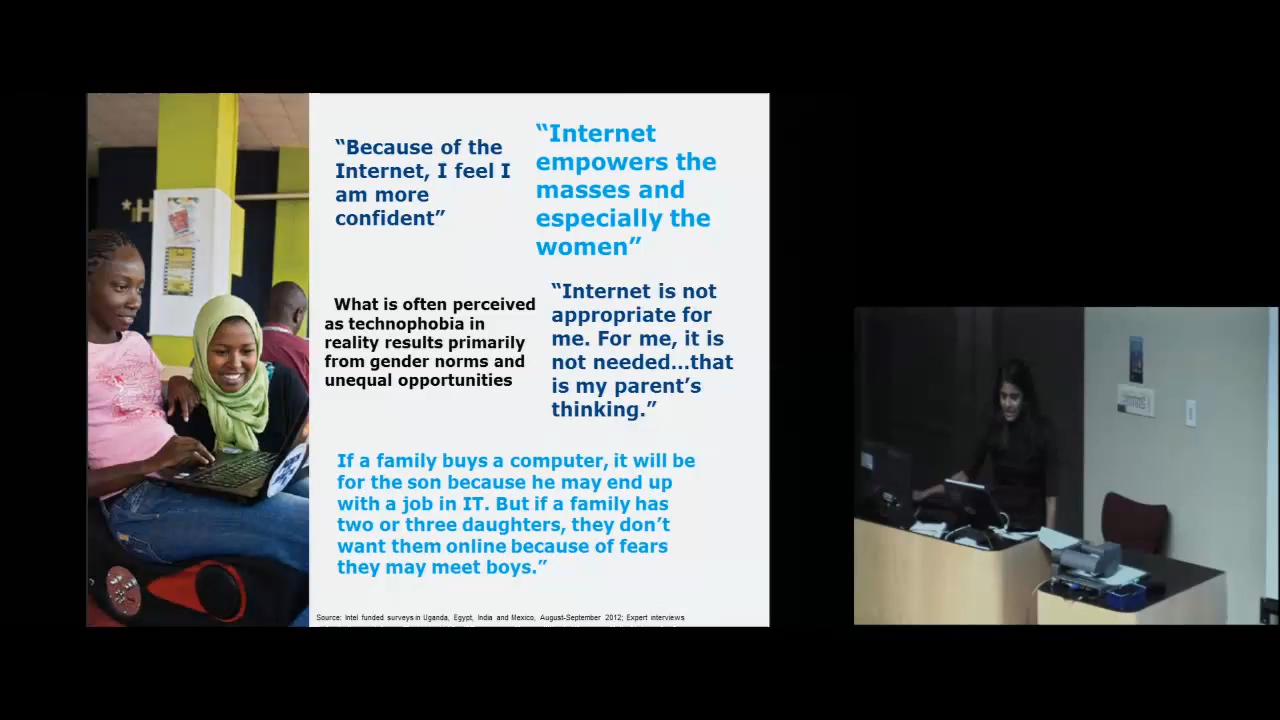 “Because of the
Internet, I feel I
am more
confident”
“Internet
empowers the
masses and
especially the
women”
What is often perceived
as technophobia in
reality results primarily
from gender norms and
unequal opportunities
“Internet is not
appropriate for
me. For me, it is
not needed...that
is my parent’s
thinking.”
If a family buys a computer, it will be
for the son because he may end up
with a job in IT. But if a family has
two or three daughters, they don’t
want them online because of fears
they may meet boys.”
Source: Intel funded surveys in Uganda, Egypt, India and Mexico, August-September 2012; Expert interviews